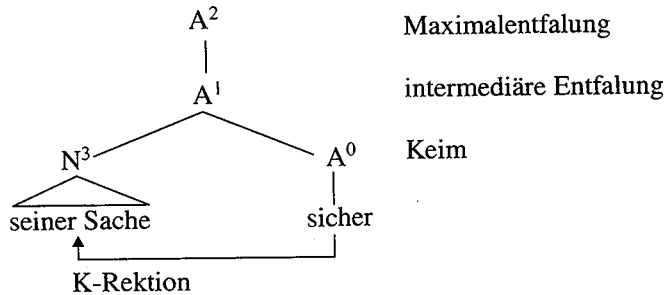 A² Maximalentfalung
A¹ intermediäre Entfalung
N³ A⁰ Keim
seiner Sache sicher
K-Rektion